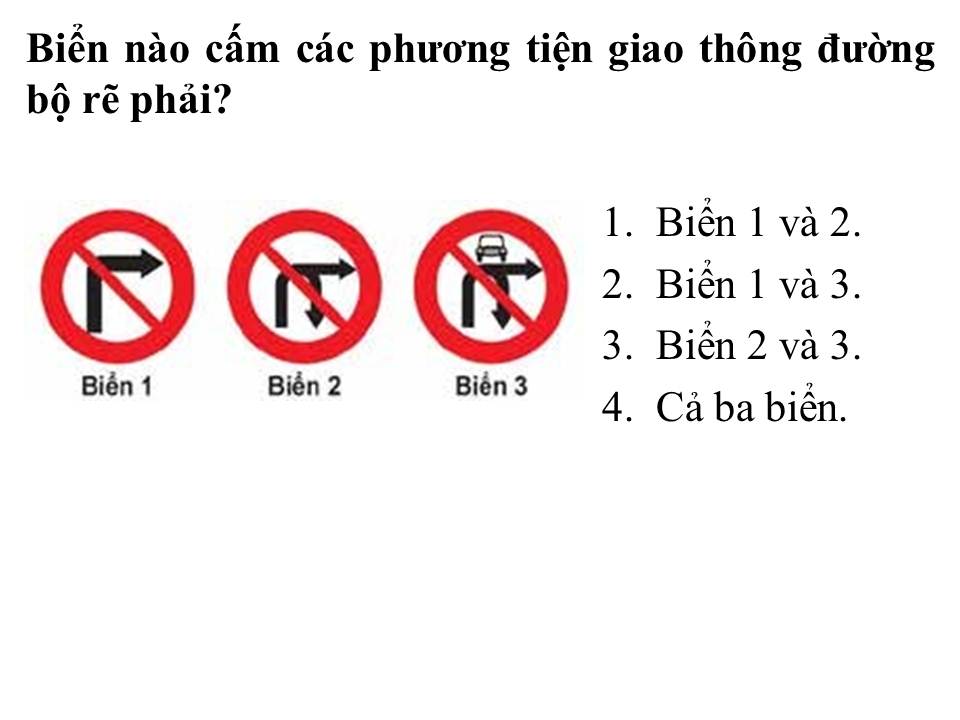 Biển nào cấm các phương tiện giao thông đường
bộ rẽ phải?
1. Biển 1 và 2.
2. Biển 1 và 3.
3. Biển 2 và 3.
4. Cả ba biển.
Biển 1
Biển 2
Biển 3